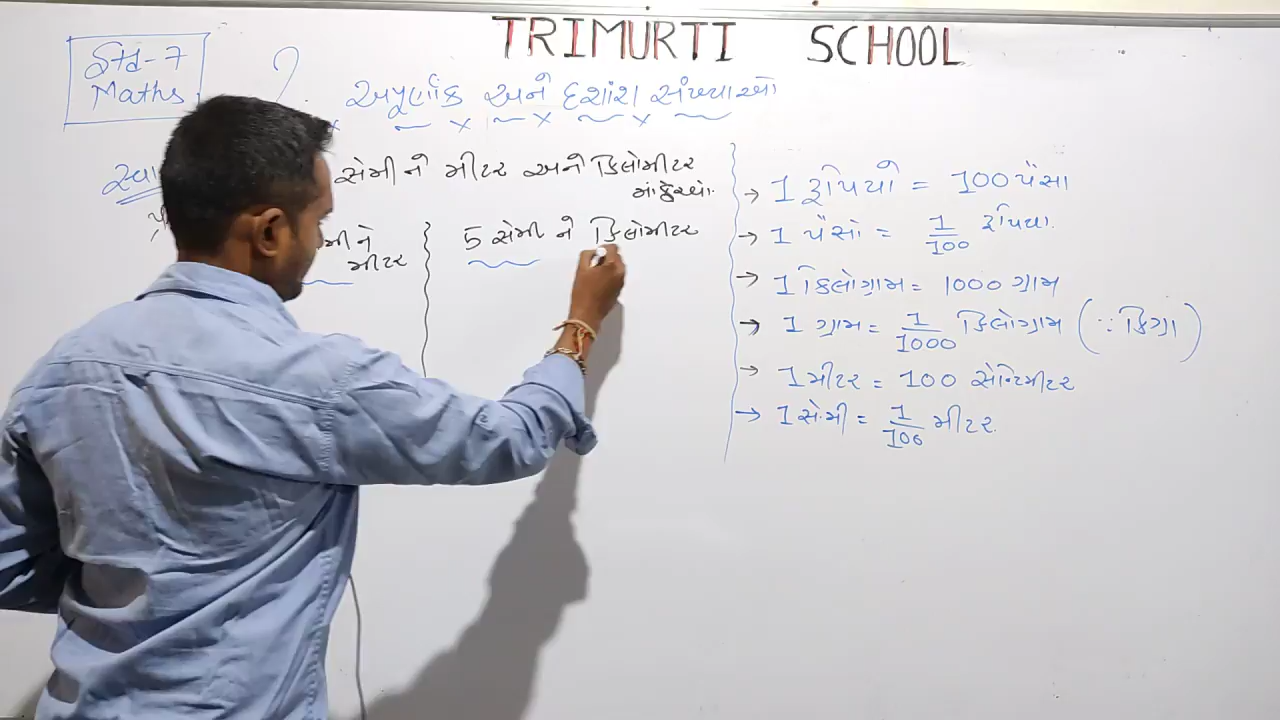 TRIMURTI SCHOOL
Std-7
Maths
2.
અપૂર્ણાંક અને દશાંશ સંખ્યાઓ
સેમી ને મીટર અને કિલોમીટર
માં ફેરવો.
મી ને
મીટર
5 સેમી ને કિલોમીટર
→ 1 રૂપિયો = 100 પૈસા
→ 1 પૈસો = 1/100 રૂપિયા.
→ 1 કિલોગ્રામ = 1000 ગ્રામ
→ 1 ગ્રામ = 1/1000 કિલોગ્રામ (∵ કિગ્રા)
→ 1 મીટર = 100 સેન્ટિમીટર
→ 1 સેમી = 1/100 મીટર.